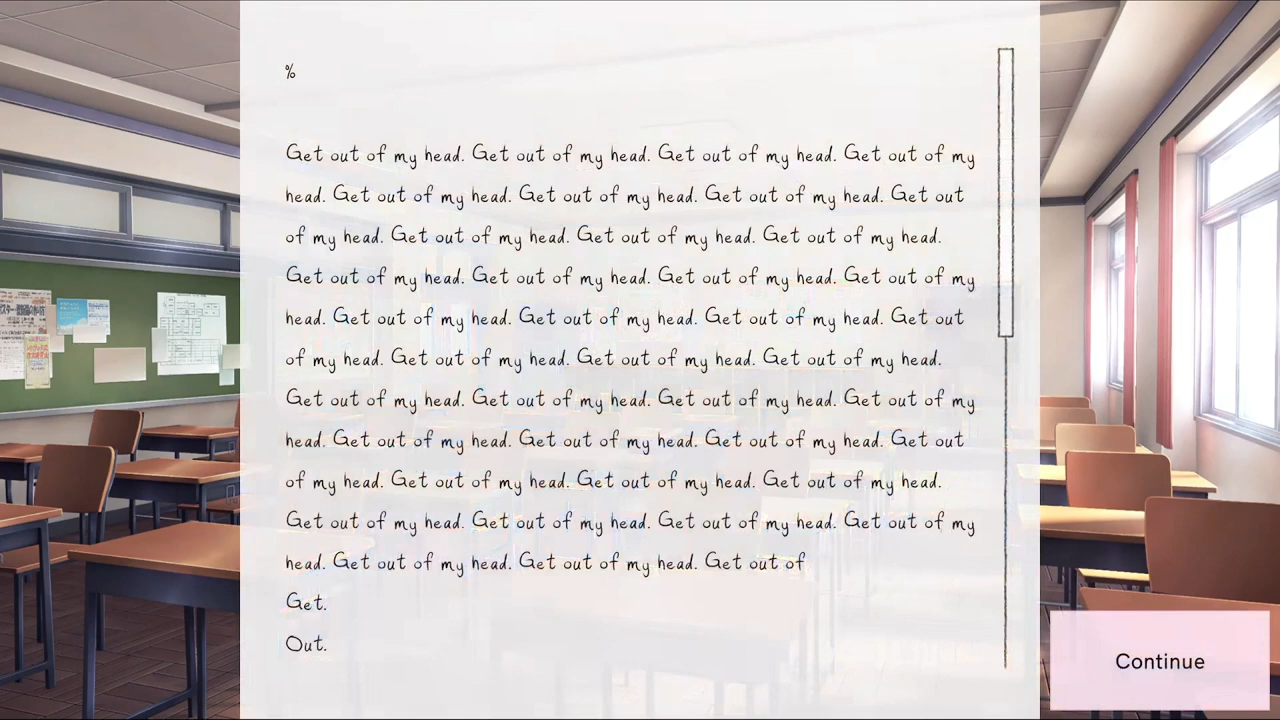 %
Get out of my head. Get out of my head. Get out of my head. Get out of my
head. Get out of my head. Get out of my head. Get out of my head. Get out
of my head. Get out of my head. Get out of my head. Get out of my head.
Get out of my head. Get out of my head. Get out of my head. Get out of my
head. Get out of my head. Get out of my head. Get out of my head. Get out
of my head. Get out of my head. Get out of my head. Get out of my head.
Get out of my head. Get out of my head. Get out of my head. Get out of my
head. Get out of my head. Get out of my head. Get out of my head. Get out
of my head. Get out of my head. Get out of my head. Get out of my head.
Get out of my head. Get out of my head. Get out of my head. Get out of my
head. Get out of my head. Get out of my head. Get out of
Get.
Out.
Continue